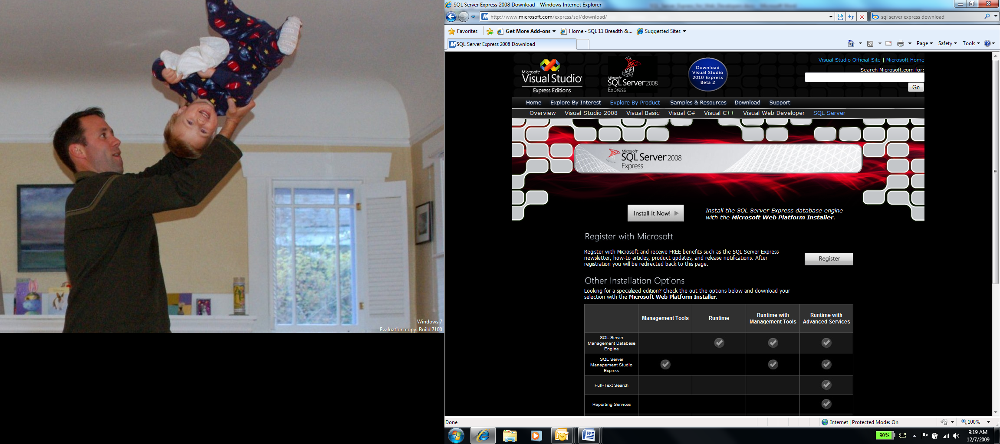 Windows 7
Evaluation copy. Build 7100
SQL Server Express 2008 Download - Windows Internet Explorer
http://www.microsoft.com/express/sql/download/
sql server express download
Favorites
Get More Add-ons
Home - SQL 11 Breadth &...
Suggested Sites
SQL Server Express 2008 Download
Page
Safety
Tools
Microsoft
Visual Studio
Express Editions
Microsoft
SQL Server 2008
Express
Download
Visual Studio
2010 Express
Beta 2
Visual Studio Official Site | Microsoft Home
Search Microsoft.com for:
Go
Home Explore By Interest Explore By Product Samples & Resources Download Support
Overview Visual Studio 2008 Visual Basic Visual C# Visual C++ Visual Web Developer SQL Server
Microsoft
SQL Server 2008
Express
Install It Now!
Install the SQL Server Express database engine
with the Microsoft Web Platform Installer.
Register with Microsoft
Register with Microsoft and receive FREE benefits such as the SQL Server Express
newsletter, how-to articles, product updates, and release notifications. After
registration you will be redirected back to this page.
Register
Other Installation Options
Looking for a specialized edition? Check the out the options below and download your
selection with the Microsoft Web Platform Installer.
Management Tools
Runtime
Runtime with
Management Tools
Runtime with
Advanced Services
SQL Server
Management Database
Engine
SQL Server
Management Studio
Express
Full-Text Search
Reporting Services
Done
Internet | Protected Mode: On
100%
90%
9:19 AM
12/7/2009